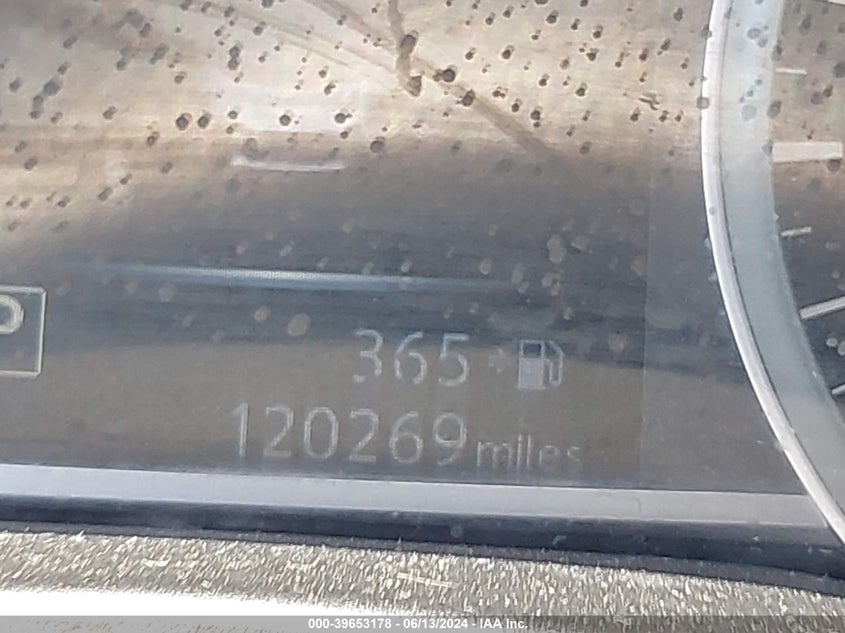 P
365
120269 miles
000-39653178 - 06/13/2024 - IAA Inc.